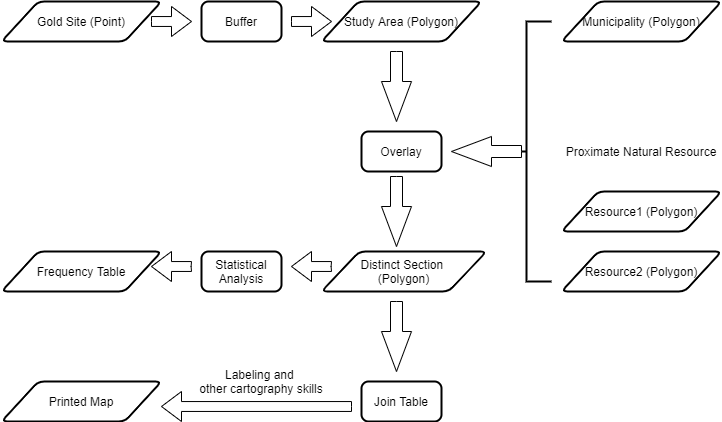 Gold Site (Point)
Buffer
Study Area (Polygon)
Municipality (Polygon)
Overlay
Proximate Natural Resource
Resource1 (Polygon)
Frequency Table
Statistical
Analysis
Distinct Section
(Polygon)
Resource2 (Polygon)
Labeling and
other cartography skills
Printed Map
Join Table